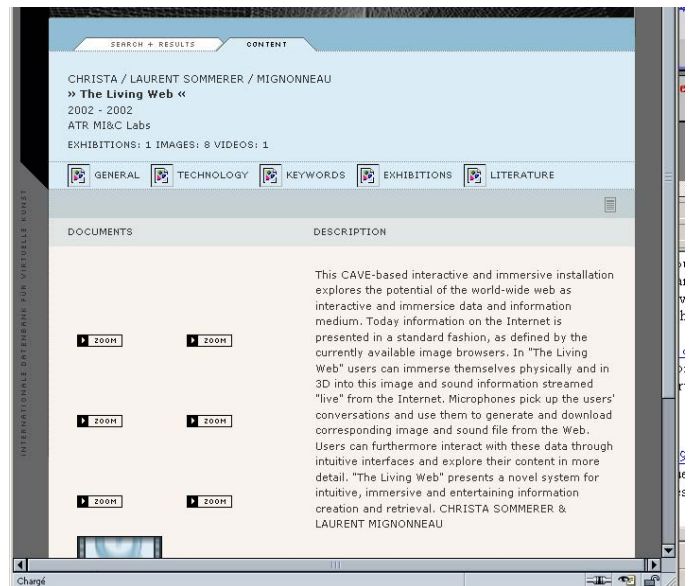 SEARCH + RESULTS
CONTENT
CHRISTA / LAURENT SOMMERER / MIGNONNEAU
» The Living Web «
2002 - 2002
ATR MI&C Labs
EXHIBITIONS: 1 IMAGES: 8 VIDEOS: 1
GENERAL TECHNOLOGY KEYWORDS EXHIBITIONS LITERATURE
INTERNATIONALE DATENBANK FÜR VIRTUELLE KUNST
DOCUMENTS
DESCRIPTION
ZOOM ZOOM
ZOOM ZOOM
ZOOM ZOOM
This CAVE-based interactive and immersive installation
explores the potential of the world-wide web as
interactive and immersice data and information
medium. Today information on the Internet is
presented in a standard fashion, as defined by the
currently available image browsers. In "The Living
Web" users can immerse themselves physically and in
3D into this image and sound information streamed
"live" from the Internet. Microphones pick up the users'
conversations and use them to generate and download
corresponding image and sound file from the Web.
Users can furthermore interact with these data through
intuitive interfaces and explore their content in more
detail. "The Living Web" presents a novel system for
intuitive, immersive and entertaining information
creation and retrieval. CHRISTA SOMMERER &
LAURENT MIGNONNEAU
Chargé